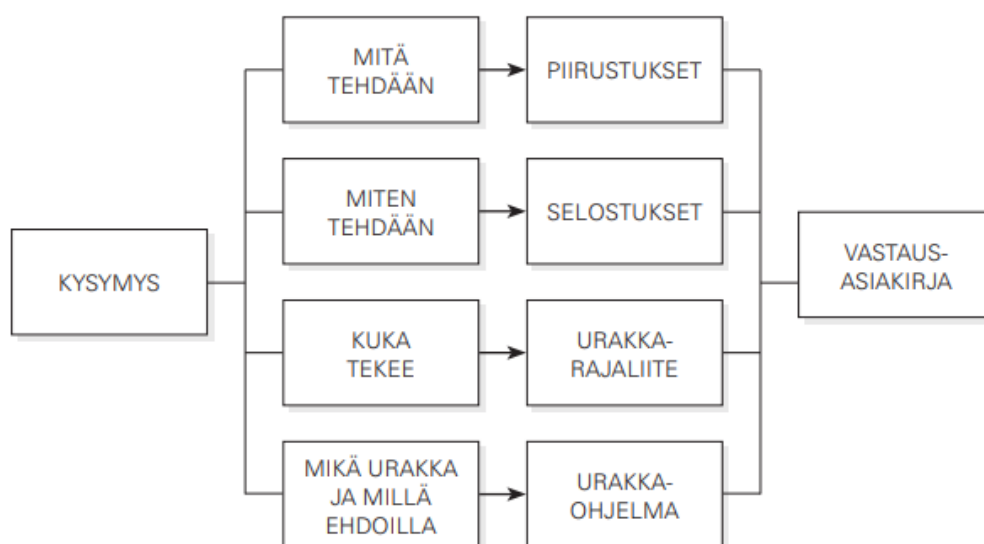 MITÄ
TEHDÄÄN
PIIRUSTUKSET
MITEN
TEHDÄÄN
SELOSTUKSET
KYSYMYS
VASTAUS-
ASIAKIRJA
KUKA
TEKEE
URAKKA-
RAJALIITE
MIKÄ URAKKA
JA MILLÄ
EHDOILLA
URAKKA-
OHJELMA